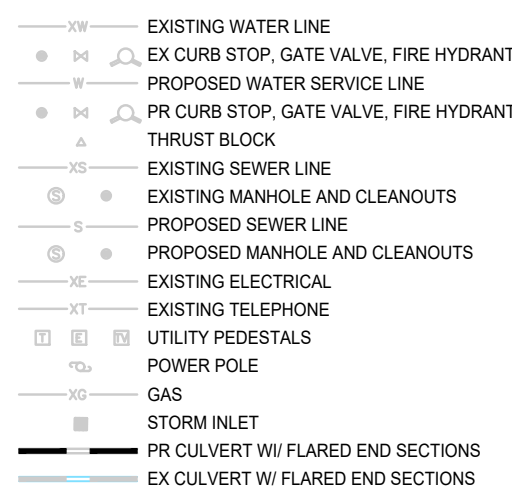 XW EXISTING WATER LINE
EX CURB STOP, GATE VALVE, FIRE HYDRANT
W PROPOSED WATER SERVICE LINE
PR CURB STOP, GATE VALVE, FIRE HYDRANT
THRUST BLOCK
XS EXISTING SEWER LINE
S EXISTING MANHOLE AND CLEANOUTS
S PROPOSED SEWER LINE
S PROPOSED MANHOLE AND CLEANOUTS
XE EXISTING ELECTRICAL
XT EXISTING TELEPHONE
T E TV UTILITY PEDESTALS
POWER POLE
XG GAS
STORM INLET
PR CULVERT WI/ FLARED END SECTIONS
EX CULVERT W/ FLARED END SECTIONS